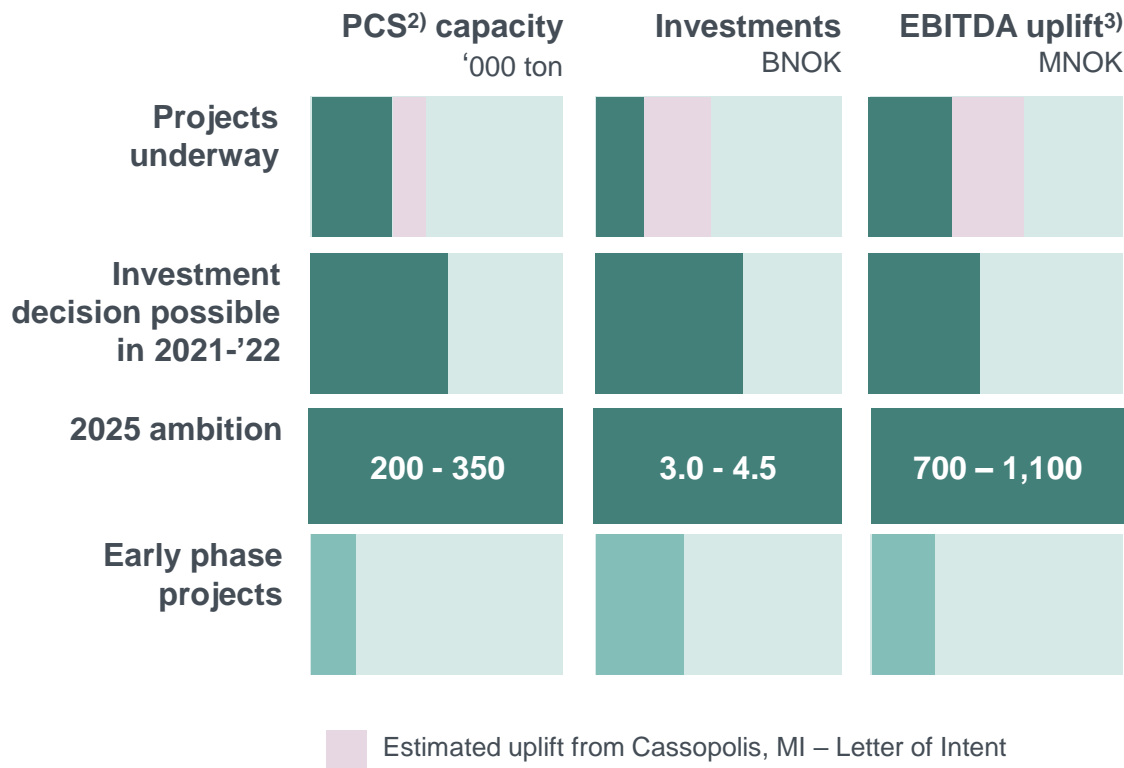 PCS2) capacity
‘000 ton
Investments
BNOK
EBITDA uplift3)
MNOK
Projects
underway
Investment
decision possible
in 2021-’22
2025 ambition
200 - 350
3.0 - 4.5
700 – 1,100
Early phase
projects
Estimated uplift from Cassopolis, MI – Letter of Intent